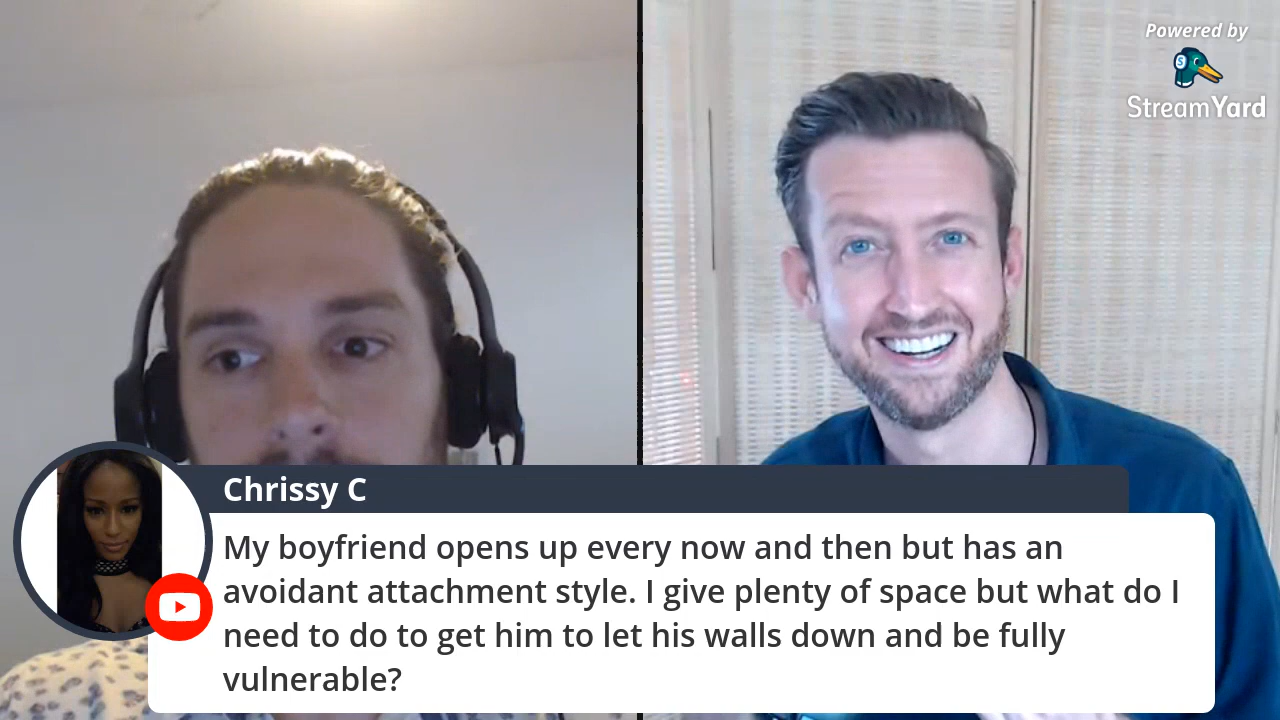 Powered by
StreamYard
Chrissy C
My boyfriend opens up every now and then but has an
avoidant attachment style. I give plenty of space but what do I
need to do to get him to let his walls down and be fully
vulnerable?